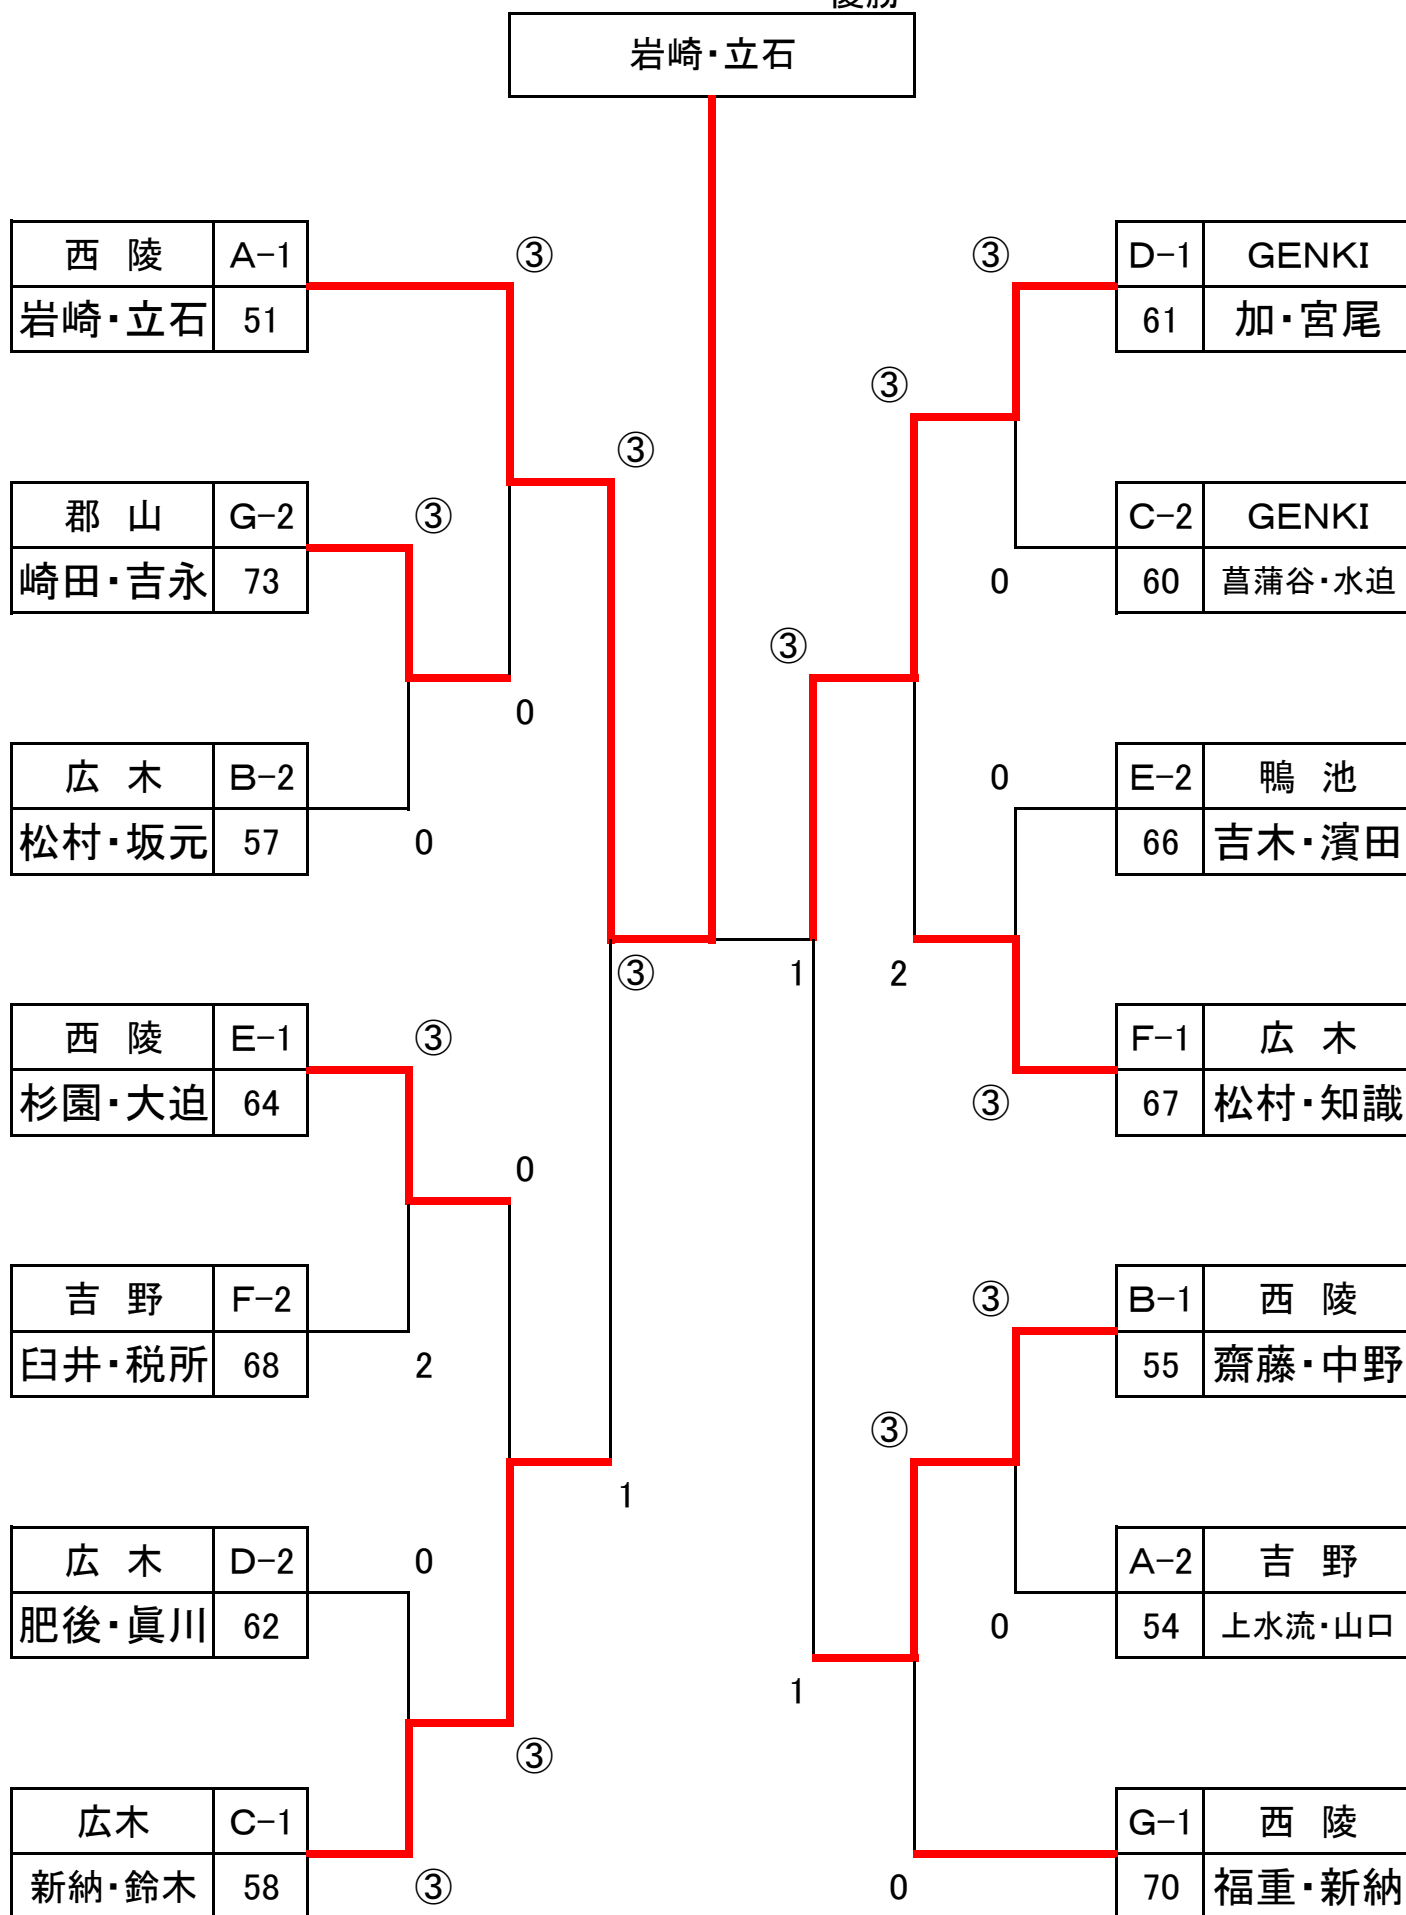 優勝
岩崎・立石
西 陵 A-1 ③ ③ D-1 GENKI
岩崎・立石 51 61 加・宮尾
③
③
郡 山 G-2 ③ C-2 GENKI
崎田・吉永 73 0 60 菖蒲谷・水迫
③
0
広 木 B-2 0 E-2 鴨 池
松村・坂元 57 0 66 吉木・濱田
③ 1 2
西 陵 E-1 ③ F-1 広 木
杉園・大迫 64 ③ 67 松村・知識
0
吉 野 F-2 ③ B-1 西 陵
臼井・税所 68 2 55 齋藤・中野
③
1
広 木 D-2 0 A-2 吉 野
肥後・眞川 62 0 54 上水流・山口
1
③
広木 C-1 G-1 西 陵
新納・鈴木 58 ③ 0 70 福重・新納